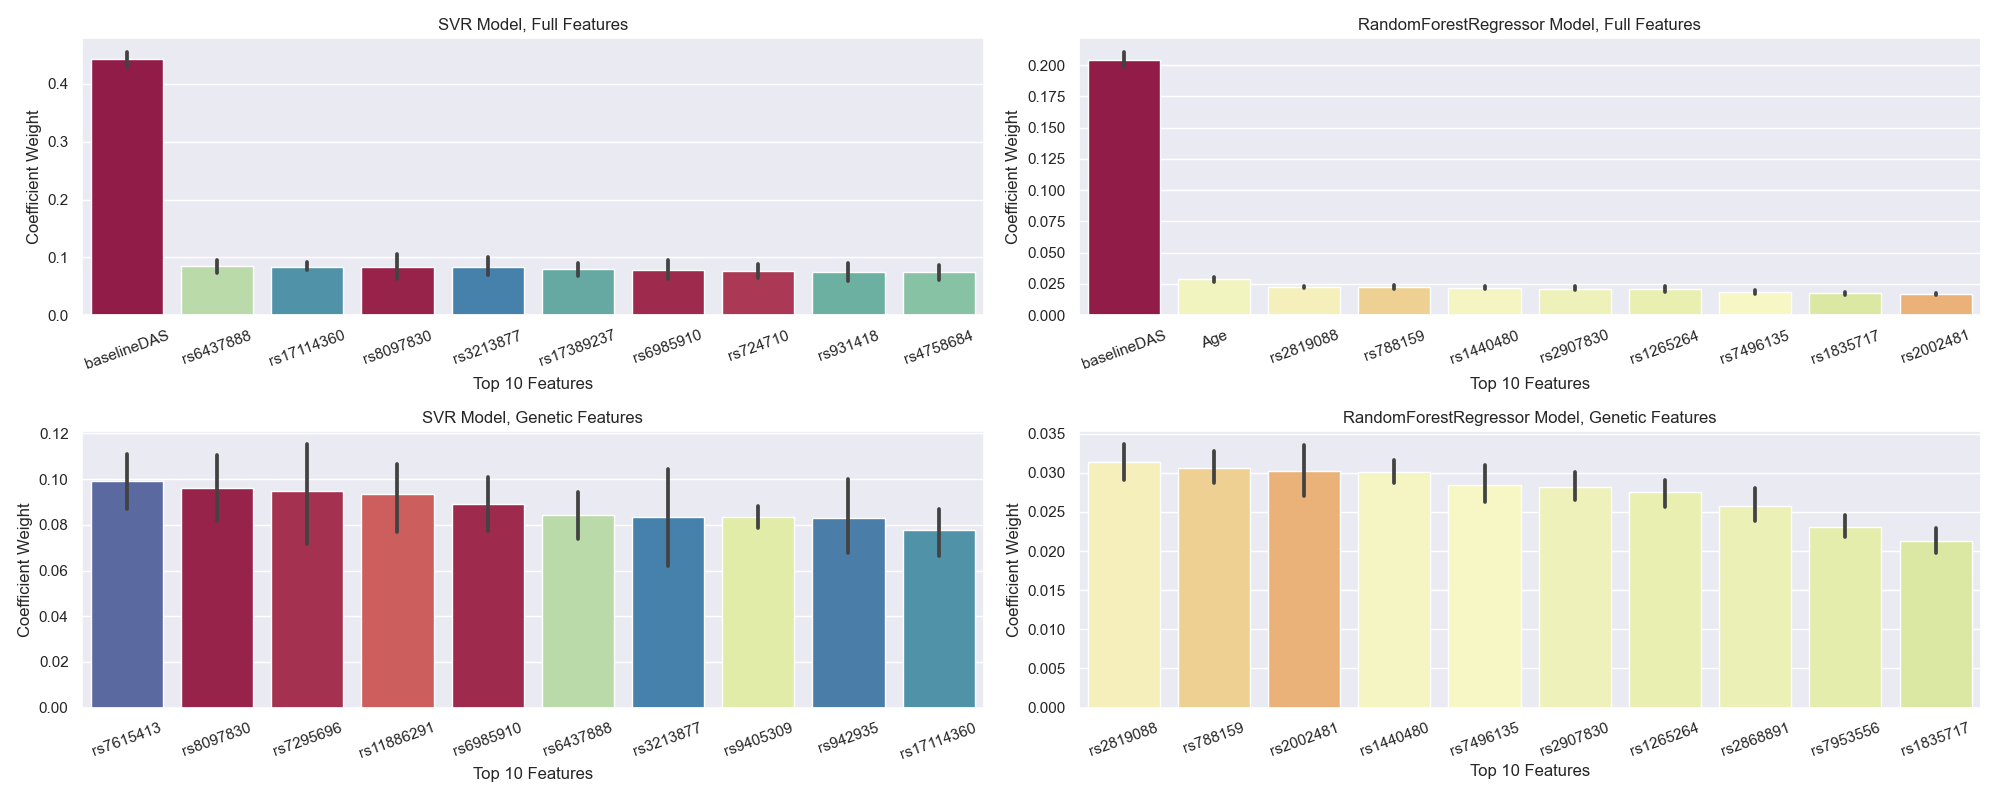 SVR Model, Full Features
Coefficient Weight
0.4
0.3
0.2
0.1
0.0
baselineDAS rs6437888 rs17114360 rs8097830 rs3213877 rs17389237 rs6985910 rs724710 rs931418 rs4758684
Top 10 Features
RandomForestRegressor Model, Full Features
Coefficient Weight
0.200
0.175
0.150
0.125
0.100
0.075
0.050
0.025
0.000
baselineDAS Age rs2819088 rs788159 rs1440480 rs2907830 rs1265264 rs7496135 rs1835717 rs2002481
Top 10 Features
SVR Model, Genetic Features
Coefficient Weight
0.12
0.10
0.08
0.06
0.04
0.02
0.00
rs7615413 rs8097830 rs7295696 rs11886291 rs6985910 rs6437888 rs3213877 rs9405309 rs942935 rs17114360
Top 10 Features
RandomForestRegressor Model, Genetic Features
Coefficient Weight
0.035
0.030
0.025
0.020
0.015
0.010
0.005
0.000
rs2819088 rs788159 rs2002481 rs1440480 rs7496135 rs2907830 rs1265264 rs2868891 rs7953556 rs1835717
Top 10 Features